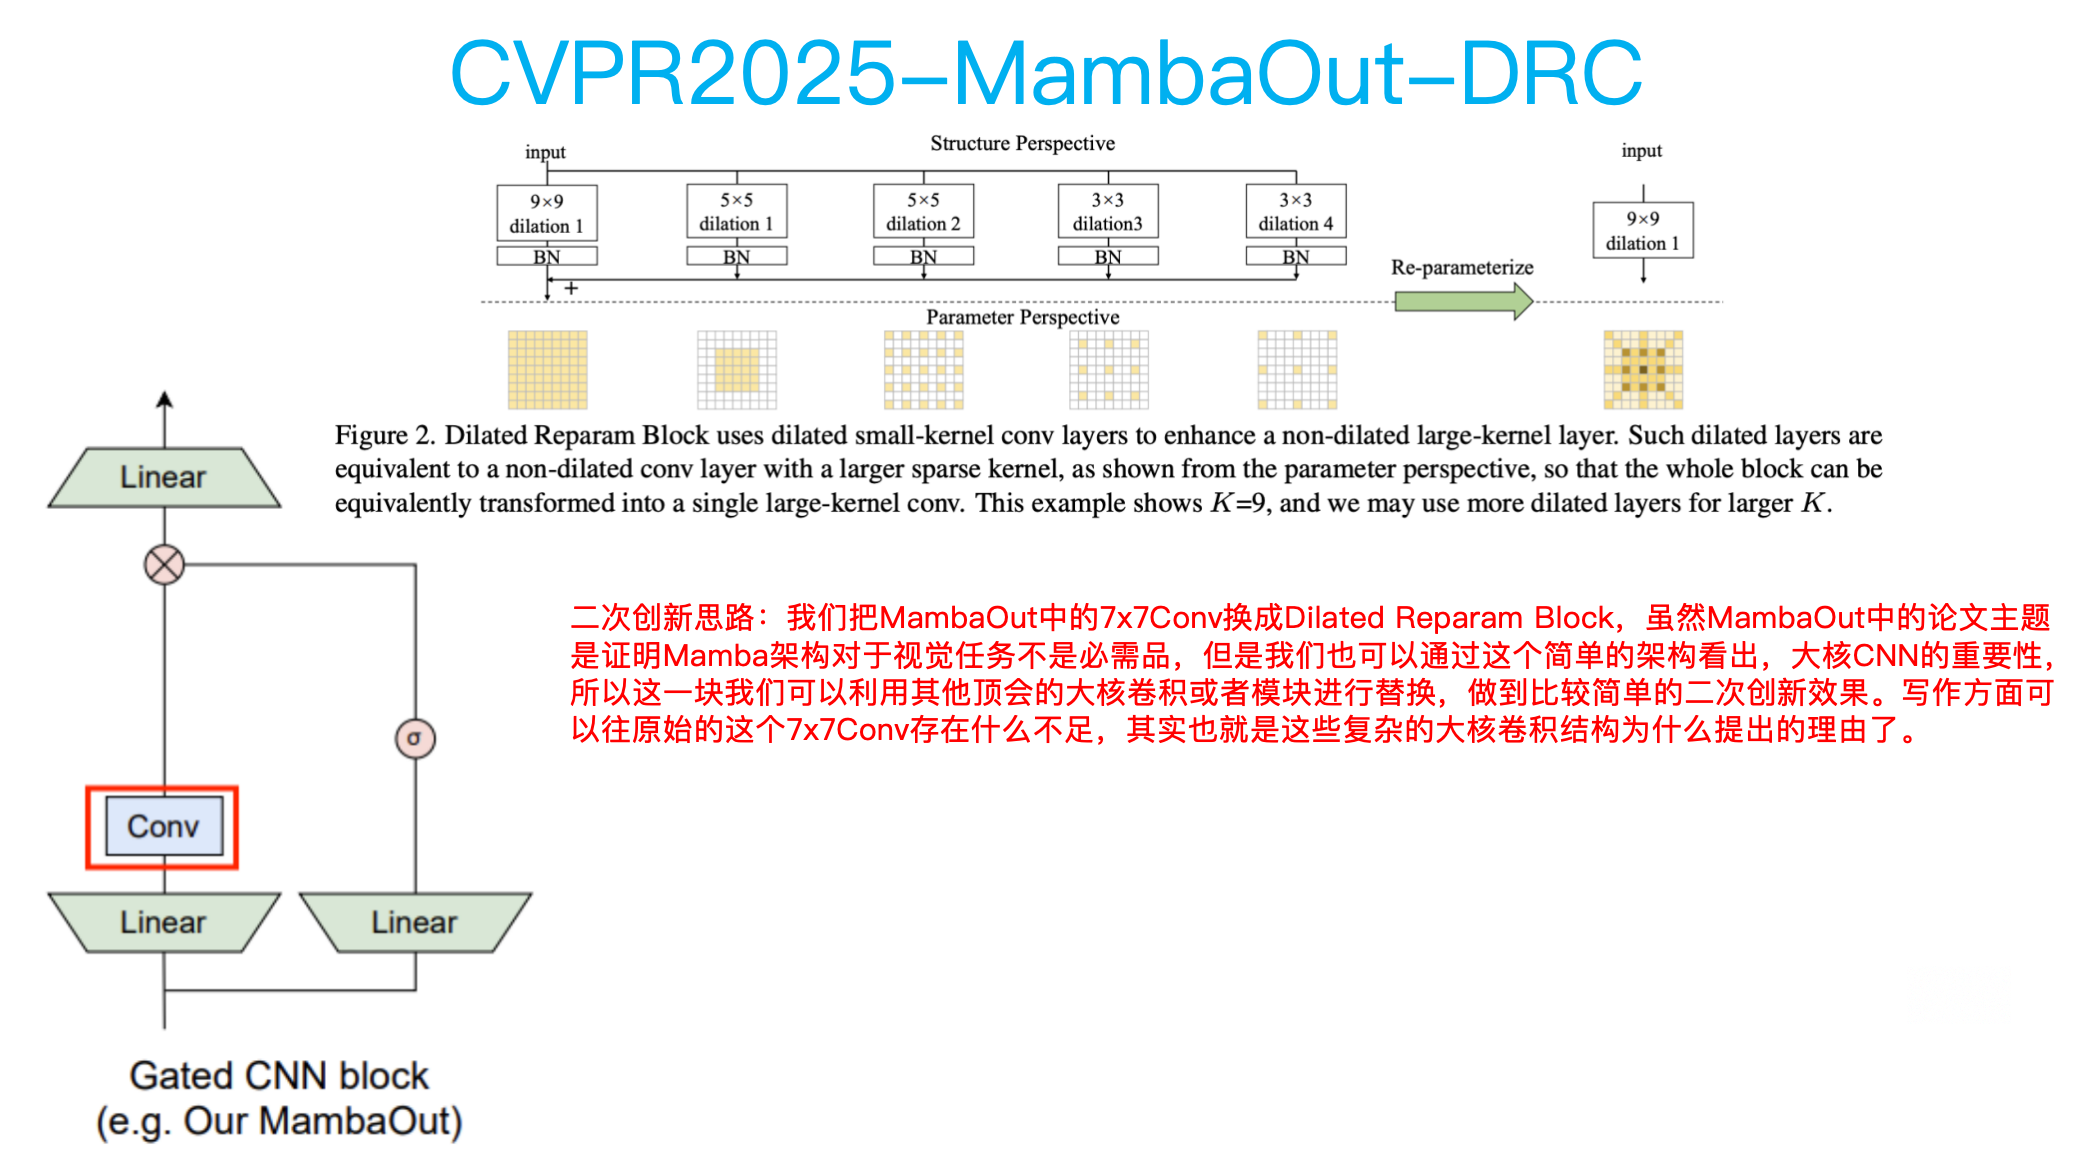 CVPR2025-MambaOut-DRC
Structure Perspective
input
input
9×9
dilation 1
BN
5×5
dilation 1
BN
5×5
dilation 2
BN
3×3
dilation3
BN
3×3
dilation 4
BN
+
9×9
dilation 1
Re-parameterize
Parameter Perspective
Figure 2. Dilated Reparam Block uses dilated small-kernel conv layers to enhance a non-dilated large-kernel layer. Such dilated layers are
equivalent to a non-dilated conv layer with a larger sparse kernel, as shown from the parameter perspective, so that the whole block can be
equivalently transformed into a single large-kernel conv. This example shows K=9, and we may use more dilated layers for larger K.
Linear
σ
Conv
Linear
Linear
Gated CNN block
(e.g. Our MambaOut)
二次创新思路：我们把MambaOut中的7x7Conv换成Dilated Reparam Block，虽然MambaOut中的论文主题
是证明Mamba架构对于视觉任务不是必需品，但是我们也可以通过这个简单的架构看出，大核CNN的重要性，
所以这一块我们可以利用其他顶会的大核卷积或者模块进行替换，做到比较简单的二次创新效果。写作方面可
以往原始的这个7x7Conv存在什么不足，其实也就是这些复杂的大核卷积结构为什么提出的理由了。